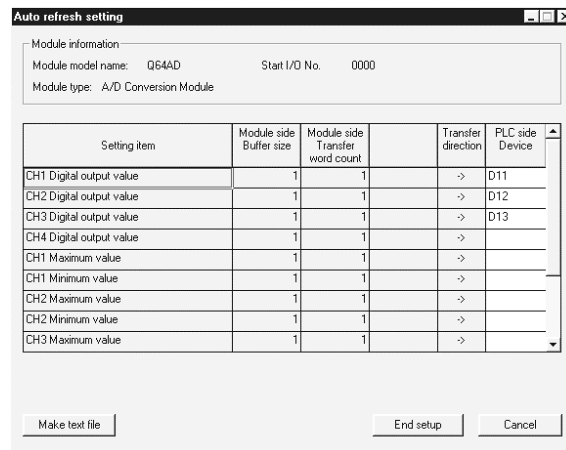 Auto refresh setting
Module information
Module model name: Q64AD Start I/O No. 0000
Module type: A/D Conversion Module
Setting item Module side Buffer size Module side Transfer word count Transfer direction PLC side Device
CH1 Digital output value 1 1 -> D11
CH2 Digital output value 1 1 -> D12
CH3 Digital output value 1 1 -> D13
CH4 Digital output value 1 1 ->
CH1 Maximum value 1 1 ->
CH1 Minimum value 1 1 ->
CH2 Maximum value 1 1 ->
CH2 Minimum value 1 1 ->
CH3 Maximum value 1 1 ->
Make text file End setup Cancel